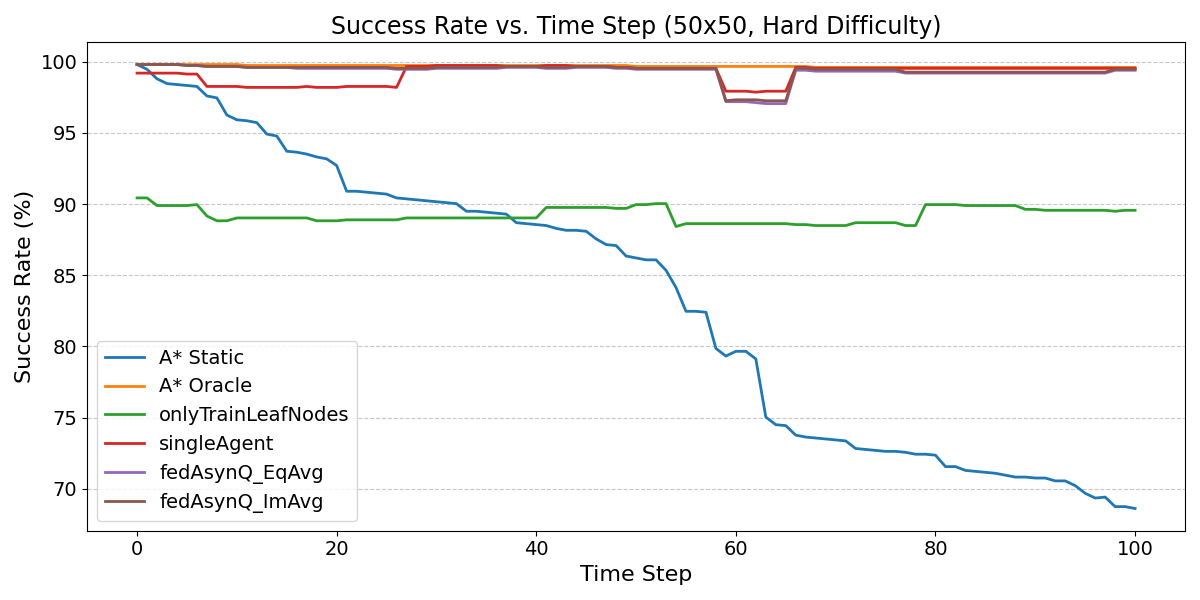 Success Rate vs. Time Step (50x50, Hard Difficulty)
Success Rate (%)
100
95
90
85
80
75
70
A* Static
A* Oracle
onlyTrainLeafNodes
singleAgent
fedAsynQ_EqAvg
fedAsynQ_ImAvg
0 20 40 60 80 100
Time Step